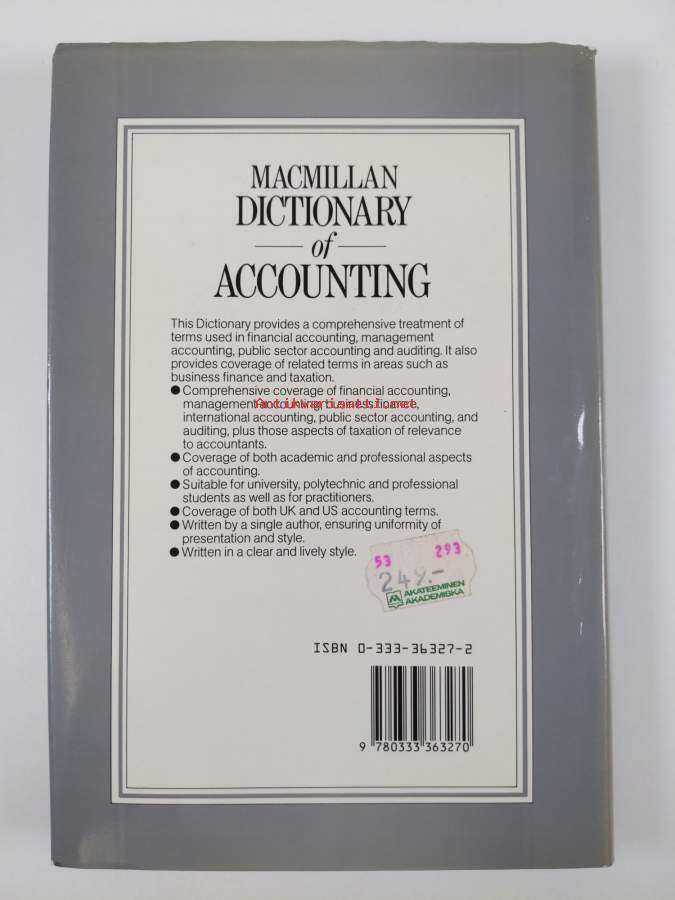 MACMILLAN
DICTIONARY
of
ACCOUNTING
This Dictionary provides a comprehensive treatment of
terms used in financial accounting, management
accounting, public sector accounting and auditing. It also
provides coverage of related terms in areas such as
business finance and taxation.
● Comprehensive coverage of financial accounting,
management accounting, business finance,
Antikvariaatti.net
international accounting, public sector accounting, and
auditing, plus those aspects of taxation of relevance
to accountants.
● Coverage of both academic and professional aspects
of accounting.
● Suitable for university, polytechnic and professional
students as well as for practitioners.
● Coverage of both UK and US accounting terms.
● Written by a single author, ensuring uniformity of
presentation and style.
● Written in a clear and lively style.
53 293
249.-
AKATEEMINEN
AKADEMISKA
ISBN 0-333-36327-2
9 780333 363270